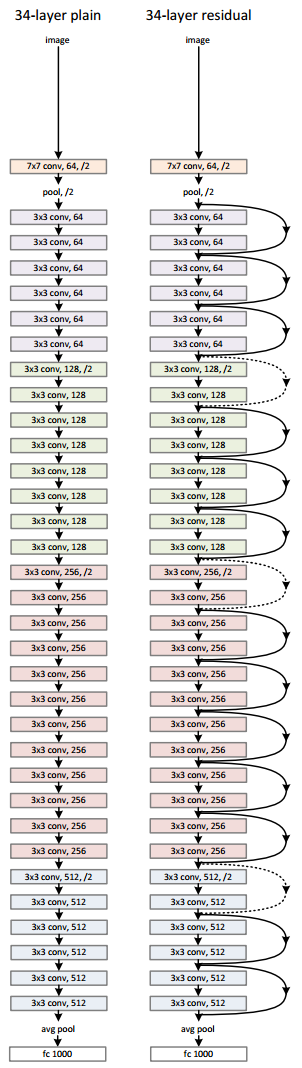 34-layer plain
image
7x7 conv, 64, /2
pool, /2
3x3 conv, 64
3x3 conv, 64
3x3 conv, 64
3x3 conv, 64
3x3 conv, 64
3x3 conv, 64
3x3 conv, 128, /2
3x3 conv, 128
3x3 conv, 128
3x3 conv, 128
3x3 conv, 128
3x3 conv, 128
3x3 conv, 128
3x3 conv, 128
3x3 conv, 256, /2
3x3 conv, 256
3x3 conv, 256
3x3 conv, 256
3x3 conv, 256
3x3 conv, 256
3x3 conv, 256
3x3 conv, 256
3x3 conv, 256
3x3 conv, 256
3x3 conv, 256
3x3 conv, 256
3x3 conv, 512, /2
3x3 conv, 512
3x3 conv, 512
3x3 conv, 512
3x3 conv, 512
3x3 conv, 512
avg pool
fc 1000
34-layer residual
image
7x7 conv, 64, /2
pool, /2
3x3 conv, 64
3x3 conv, 64
3x3 conv, 64
3x3 conv, 64
3x3 conv, 64
3x3 conv, 64
3x3 conv, 128, /2
3x3 conv, 128
3x3 conv, 128
3x3 conv, 128
3x3 conv, 128
3x3 conv, 128
3x3 conv, 128
3x3 conv, 128
3x3 conv, 256, /2
3x3 conv, 256
3x3 conv, 256
3x3 conv, 256
3x3 conv, 256
3x3 conv, 256
3x3 conv, 256
3x3 conv, 256
3x3 conv, 256
3x3 conv, 256
3x3 conv, 256
3x3 conv, 256
3x3 conv, 512, /2
3x3 conv, 512
3x3 conv, 512
3x3 conv, 512
3x3 conv, 512
3x3 conv, 512
avg pool
fc 1000